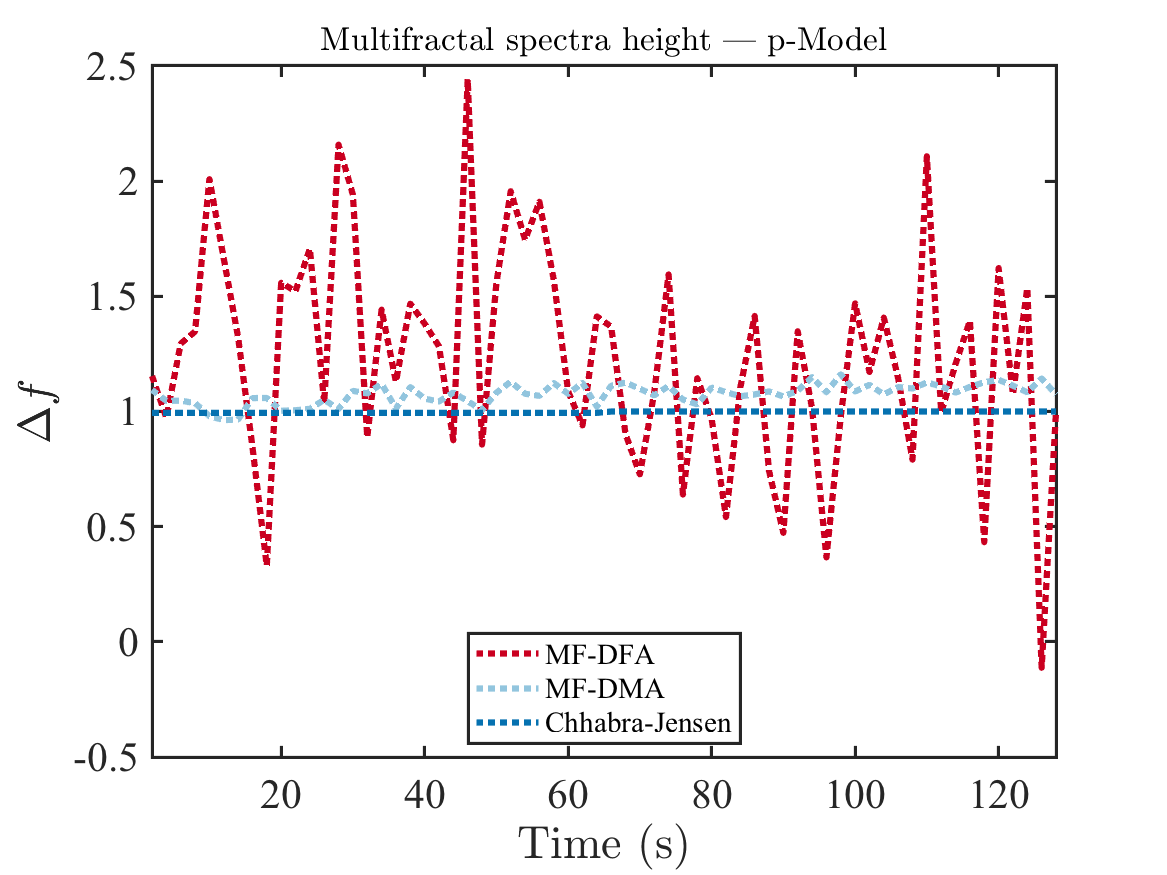 Multifractal spectra height — p-Model
2.5
2
1.5
1
0.5
0
-0.5
Δf
MF-DFA
MF-DMA
Chhabra-Jensen
20 40 60 80 100 120
Time (s)